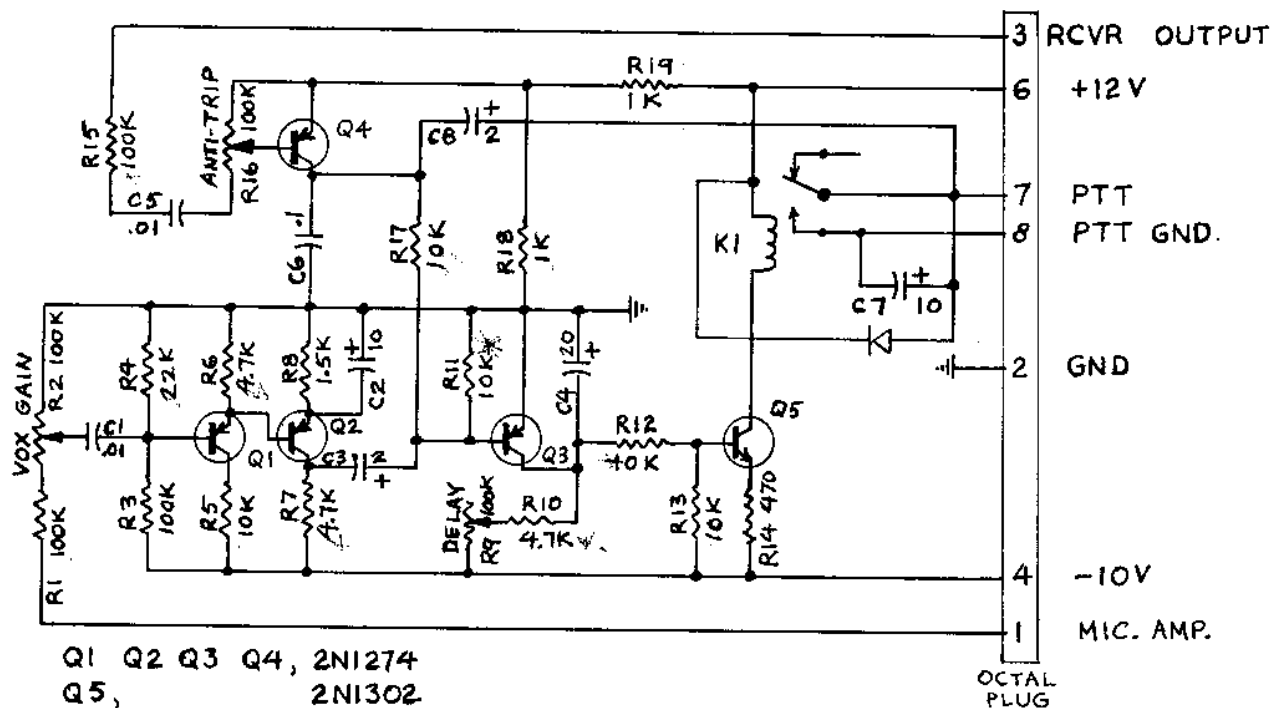 3 RCVR OUTPUT
R19
1K
6 +12V
R15
100K
ANTI-TRIP
R16 100K
Q4
C8
+
2
C5
.01
7 PTT
C6
.1
R17
10K
R18
1K
K1
8 PTT GND.
C7
+
10
VOX GAIN
R2 100K
R4
22K
R6
4.7K
R8
1.5K
+
10
C2
R11
10K
20
+
C4
2 GND
Q5
C1
.01
Q1
Q2
C3
2
+
Q3
R12
10K
R1
100K
R3
100K
R5
10K
R7
4.7K
DELAY
R9
100K
R10
4.7K
R13
10K
R14 470
4 -10V
1 MIC. AMP.
Q1 Q2 Q3 Q4, 2N1274
Q5, 2N1302
OCTAL
PLUG